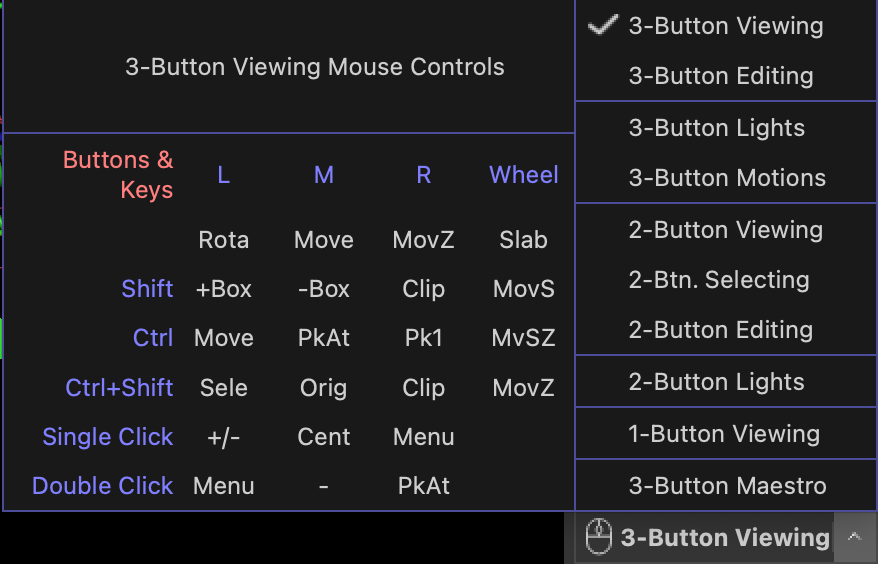 3-Button Viewing Mouse Controls
Buttons &
Keys
L M R Wheel
Rota Move MovZ Slab
Shift +Box -Box Clip MovS
Ctrl Move PkAt Pk1 MvSZ
Ctrl+Shift Sele Orig Clip MovZ
Single Click +/- Cent Menu
Double Click Menu - PkAt
3-Button Viewing
3-Button Editing
3-Button Lights
3-Button Motions
2-Button Viewing
2-Btn. Selecting
2-Button Editing
2-Button Lights
1-Button Viewing
3-Button Maestro
3-Button Viewing